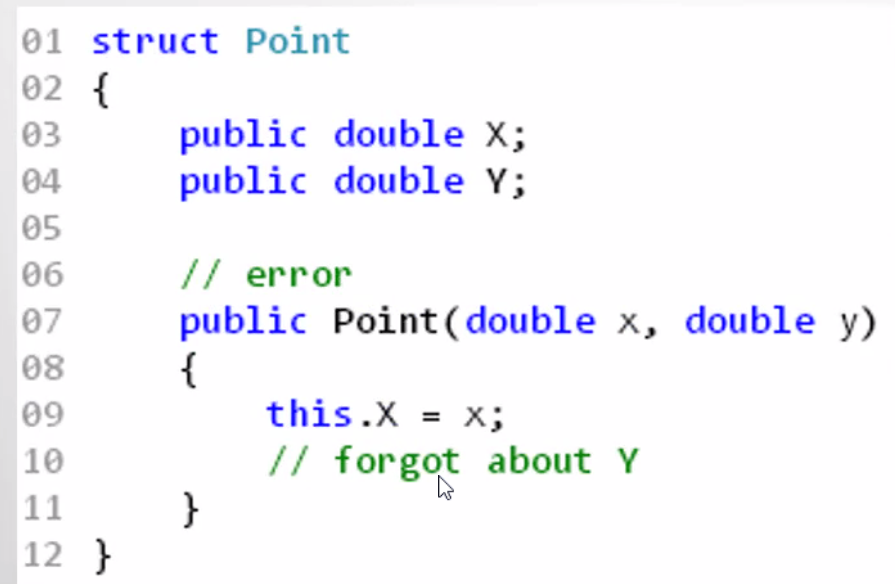 01 struct Point
02 {
03     public double X;
04     public double Y;
05
06     // error
07     public Point(double x, double y)
08     {
09         this.X = x;
10         // forgot about Y
11     }
12 }